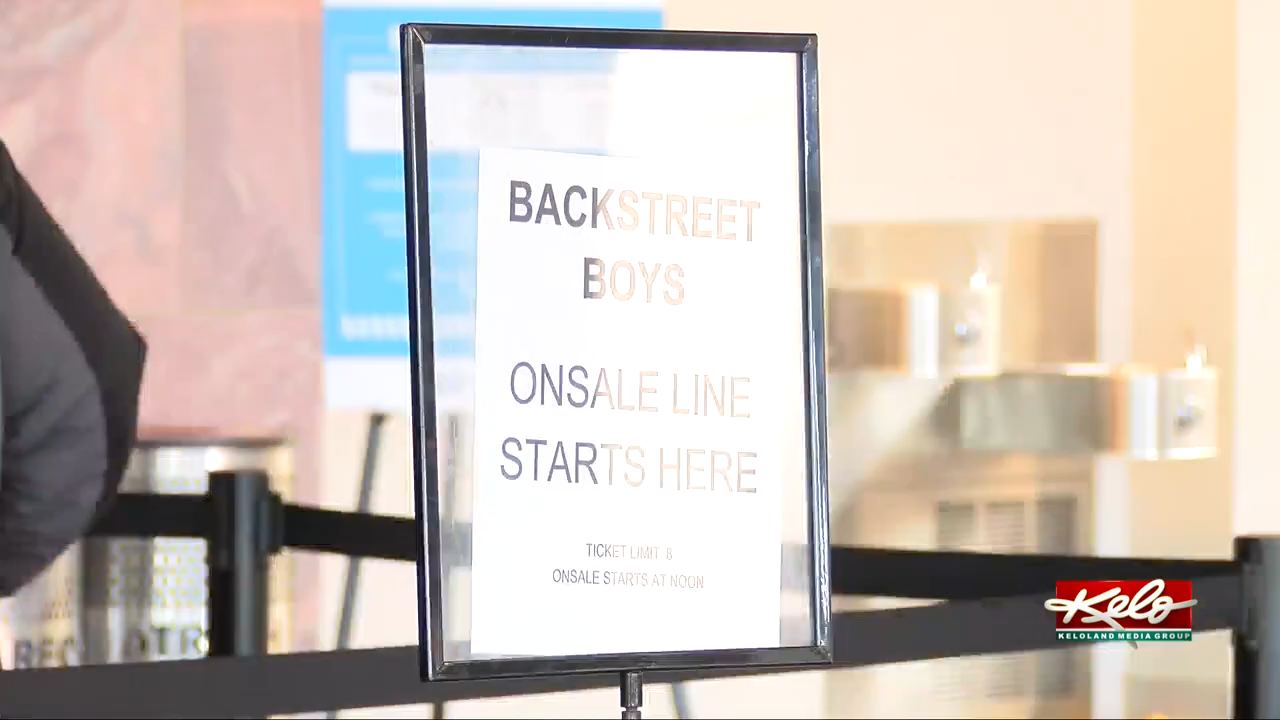 BACKSTREET
BOYS
ONSALE LINE
STARTS HERE
TICKET LIMIT 8
ONSALE STARTS AT NOON
Kelo
KELOLAND MEDIA GROUP